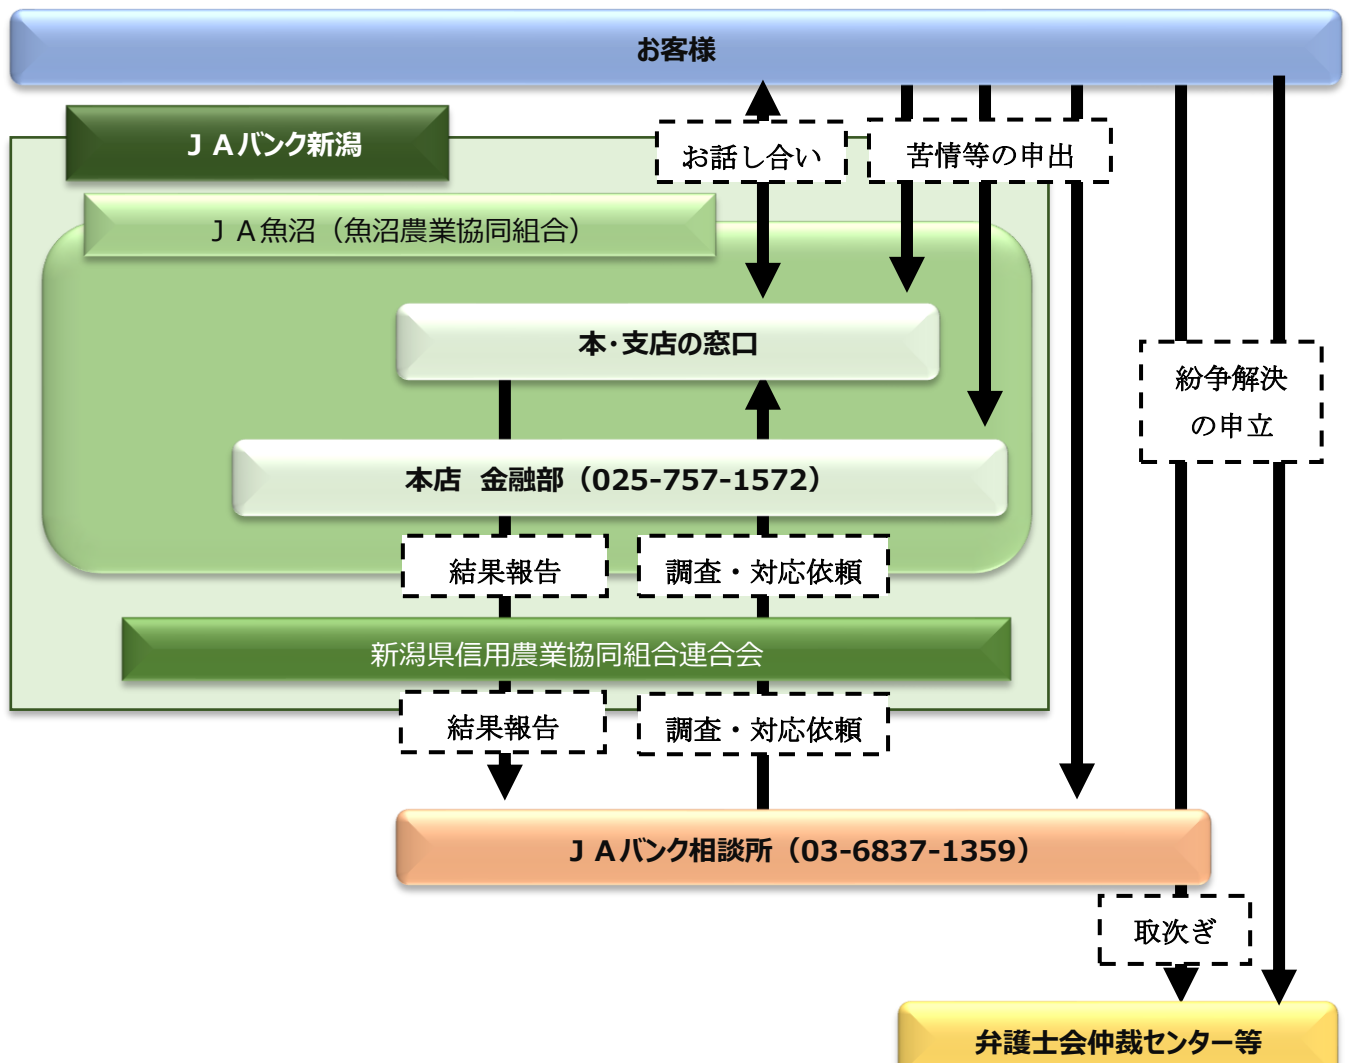 お客様
ＪＡバンク新潟
お話し合い
苦情等の申出
ＪＡ魚沼（魚沼農業協同組合）
本・支店の窓口
紛争解決
の申立
本店 金融部（025-757-1572）
結果報告
調査・対応依頼
新潟県信用農業協同組合連合会
結果報告
調査・対応依頼
ＪＡバンク相談所（03-6837-1359）
取次ぎ
弁護士会仲裁センター等